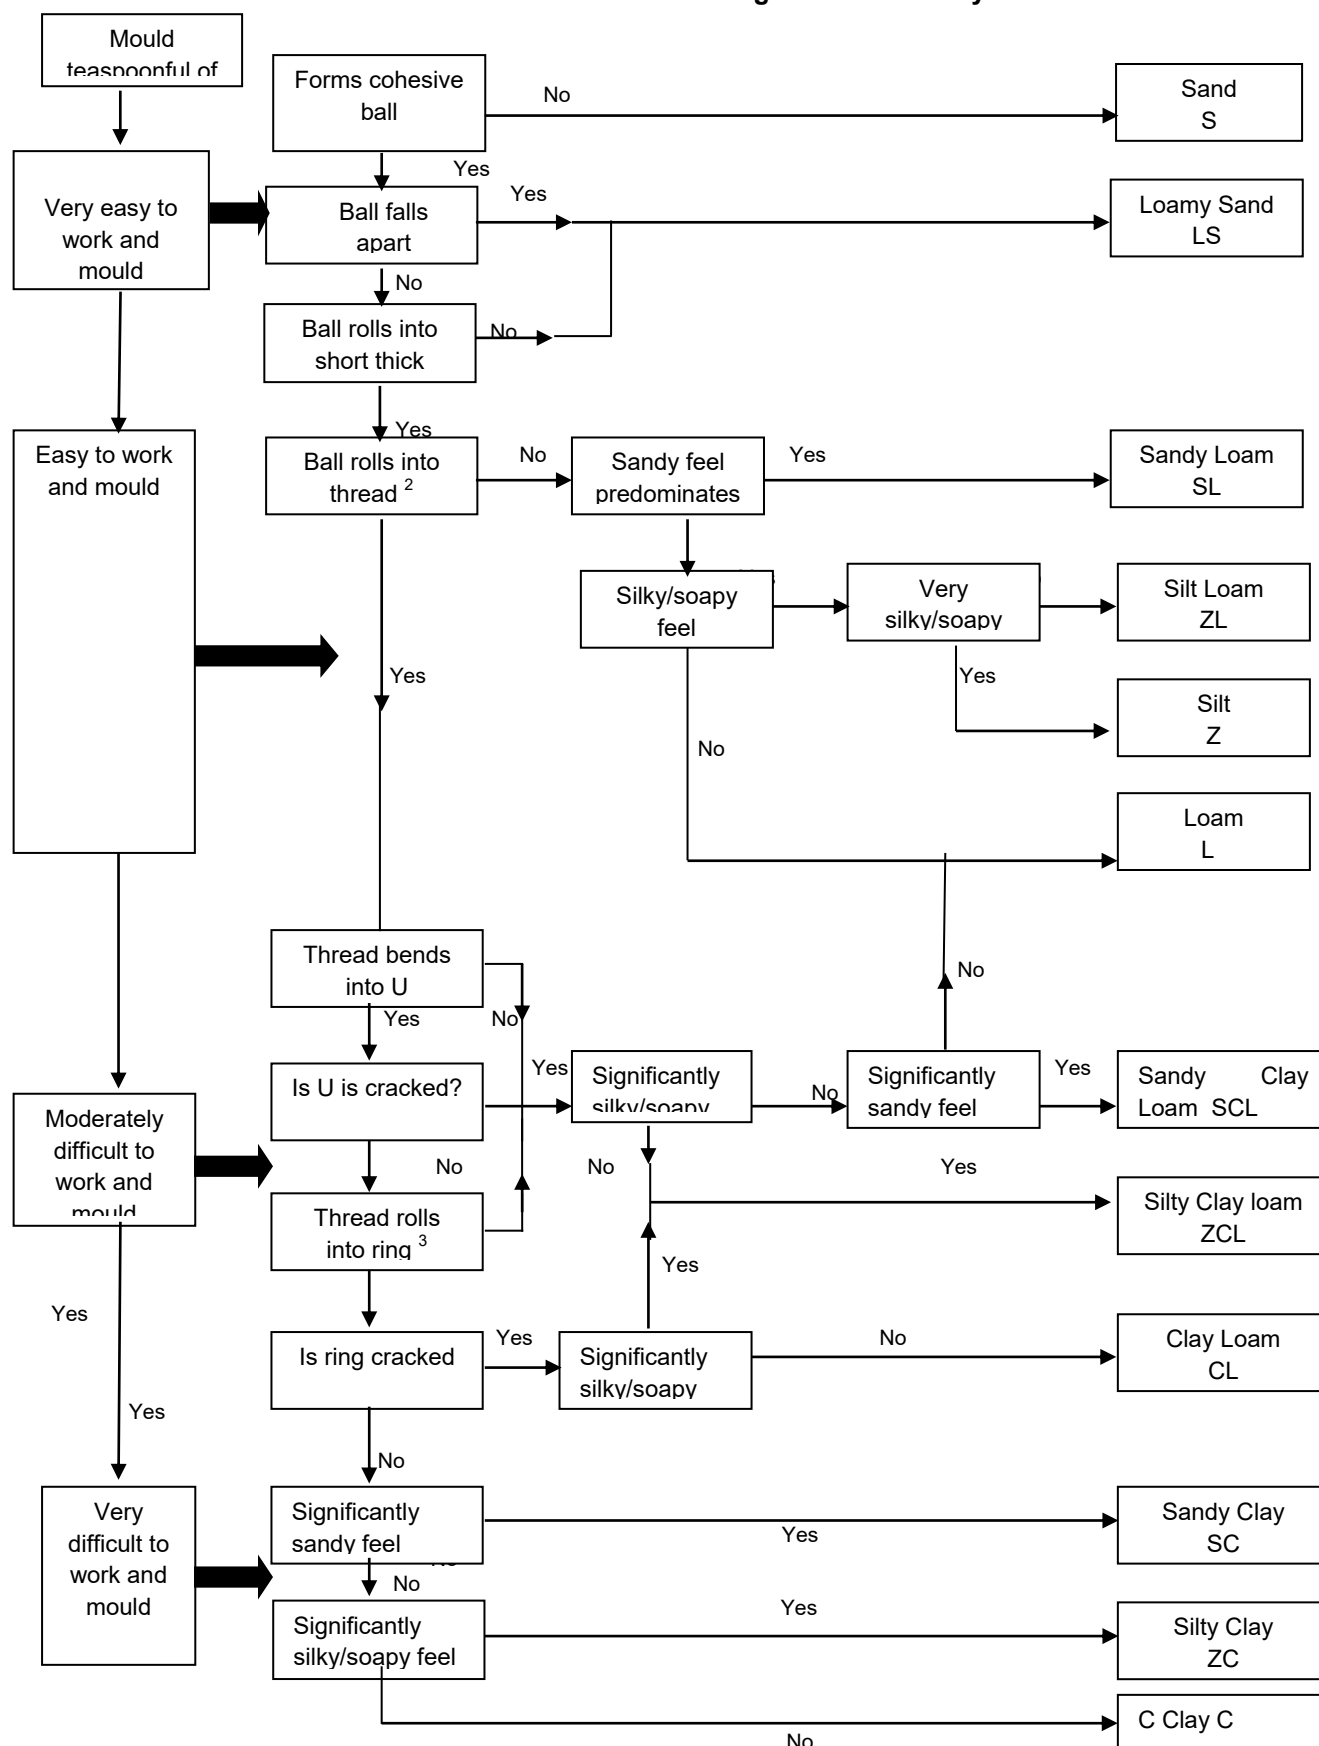 Mould
teaspoonful of
Forms cohesive
ball
No
Sand
S
Yes
Very easy to
work and
mould
Ball falls
apart
Yes
Loamy Sand
LS
No
Ball rolls into
short thick
No
Yes
Easy to work
and mould
Ball rolls into
thread 2
No
Sandy feel
predominates
Yes
Sandy Loam
SL
Silky/soapy
feel
Very
silky/soapy
Silt Loam
ZL
Yes
Yes
Silt
Z
No
Loam
L
Thread bends
into U
No
Yes
No
Is U is cracked?
Yes
Significantly
silky/soapy
No
Significantly
sandy feel
Yes
Sandy Clay
Loam SCL
Moderately
difficult to
work and
mould
No
No
Yes
Thread rolls
into ring 3
Silty Clay loam
ZCL
Yes
Yes
Is ring cracked
Yes
Significantly
silky/soapy
No
Clay Loam
CL
Yes
No
Very
difficult to
work and
mould
Significantly
sandy feel
Yes
Sandy Clay
SC
No
Significantly
silky/soapy feel
Yes
Silty Clay
ZC
C Clay C
No